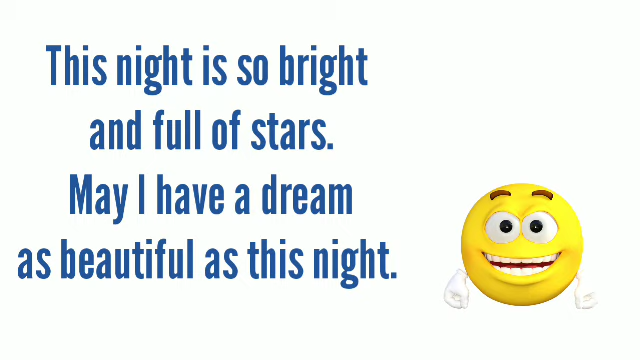 This night is so bright
and full of stars.
May I have a dream
as beautiful as this night.